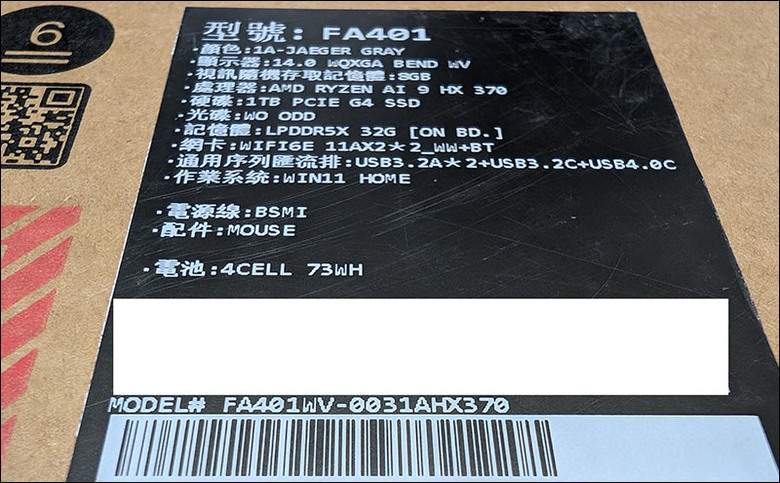 6
型號: FA401
·顏色:1A-JAEGER GRAY
·顯示器:14.0 WQXGA BEND WV
·視訊隨機存取記憶體:8GB
·處理器:AMD RYZEN AI 9 HX 370
·硬碟:1TB PCIE G4 SSD
·光碟:WO ODD
·記憶體:LPDDR5X 32G [ON BD.]
·網卡:WIFI6E 11AX2*2_WW+BT
·通用序列匯流排:USB3.2A*2+USB3.2C+USB4.0C
·作業系統:WIN11 HOME
·電源線:BSMI
·配件:MOUSE
·電池:4CELL 73WH
MODEL# FA401WV-0031AHX370